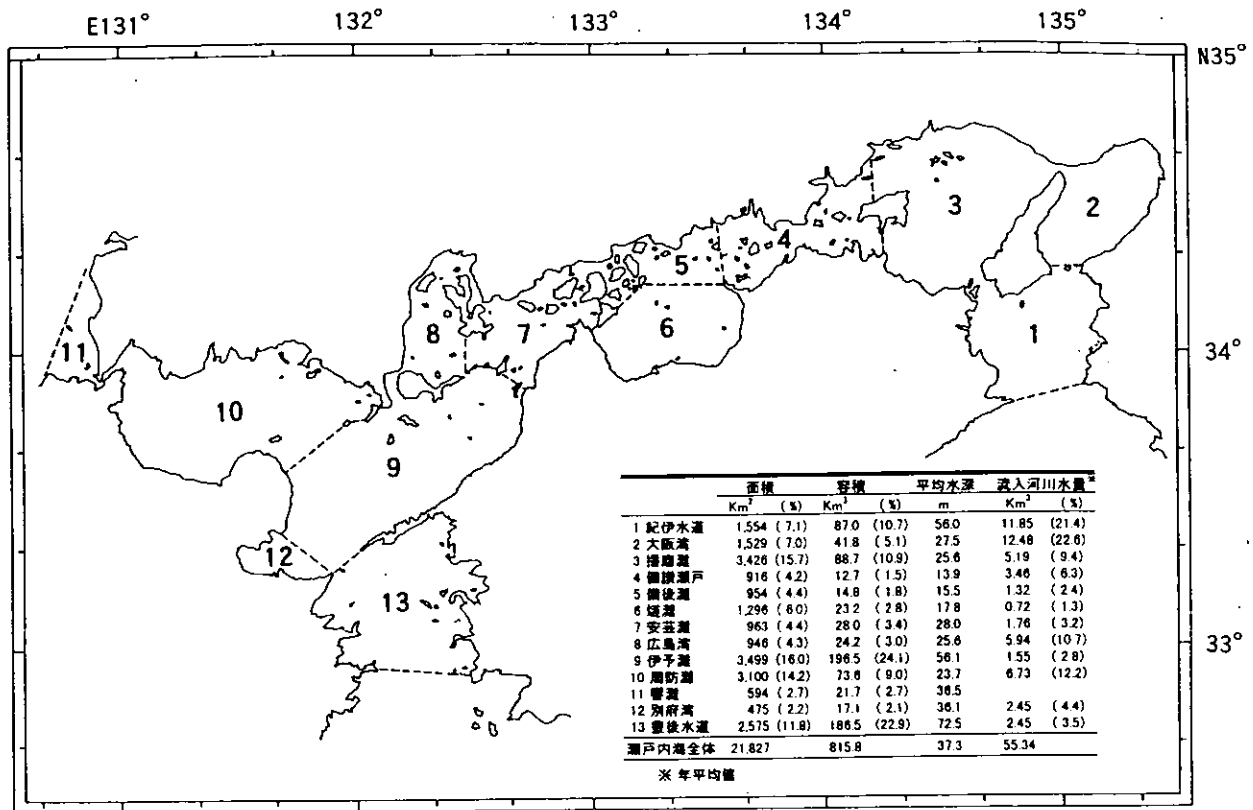 E131° 132° 133° 134° 135°
N35°
34°
33°
1
2
3
4
5
6
7
8
9
10
11
12
13
面積 容積 平均水深 流入河川水量※
Km² (%) Km³ (%) m Km³ (%)
1 紀伊水道 1,554 (7.1) 87.0 (10.7) 56.0 11.85 (21.4)
2 大阪湾 1,529 (7.0) 41.8 (5.1) 27.5 12.48 (22.6)
3 播磨灘 3,426 (15.7) 88.7 (10.9) 25.6 5.19 (9.4)
4 備讃瀬戸 916 (4.2) 12.7 (1.5) 13.9 3.46 (6.3)
5 備後灘 954 (4.4) 14.8 (1.8) 15.5 1.32 (2.4)
6 燧灘 1,296 (6.0) 23.2 (2.8) 17.8 0.72 (1.3)
7 安芸灘 963 (4.4) 28.0 (3.4) 28.0 1.76 (3.2)
8 広島湾 946 (4.3) 24.2 (3.0) 25.6 5.94 (10.7)
9 伊予灘 3,499 (16.0) 196.5 (24.1) 56.1 1.55 (2.8)
10 周防灘 3,100 (14.2) 73.6 (9.0) 23.7 6.73 (12.2)
11 響灘 594 (2.7) 21.7 (2.7) 36.5
12 別府湾 475 (2.2) 17.1 (2.1) 36.1 2.45 (4.4)
13 豊後水道 2,575 (11.8) 186.5 (22.9) 72.5 2.45 (3.5)
瀬戸内海全体 21,827 815.8 37.3 55.34
※ 年平均値